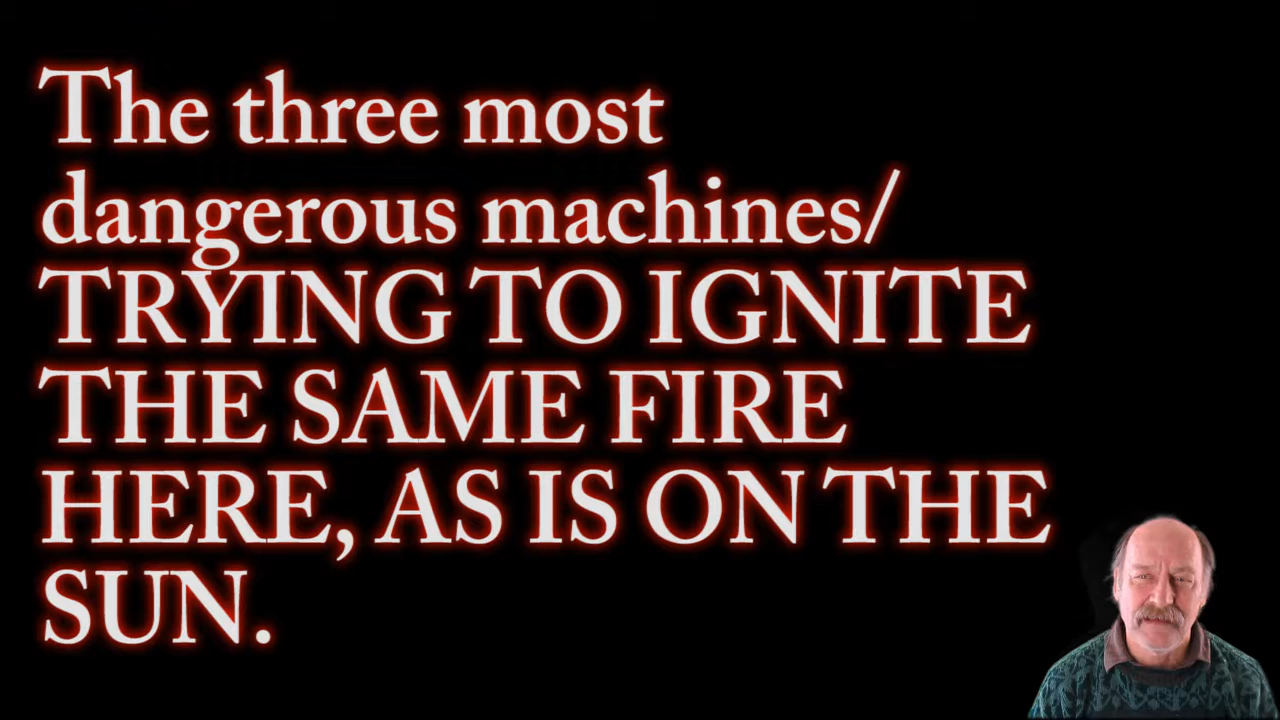 The three most
dangerous machines/
TRYING TO IGNITE
THE SAME FIRE
HERE, AS IS ON THE
SUN.